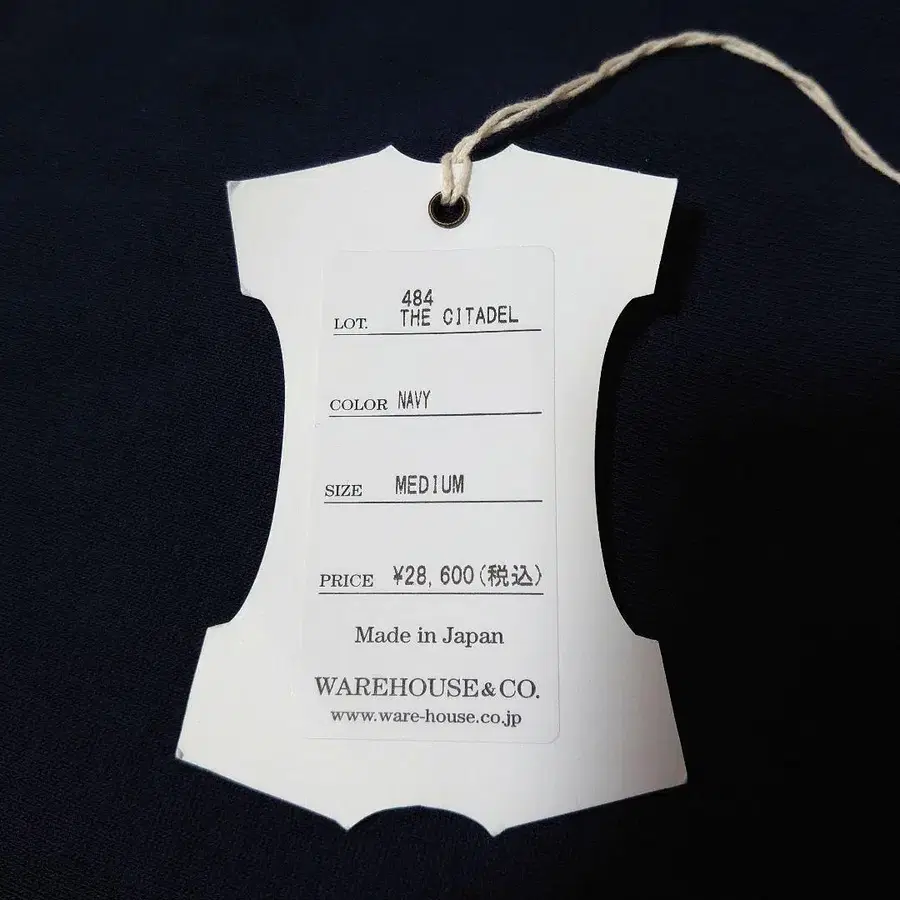 484
LOT. THE CITADEL
COLOR NAVY
SIZE MEDIUM
PRICE ¥28,600(税込)
Made in Japan
WAREHOUSE&CO.
www.ware-house.co.jp